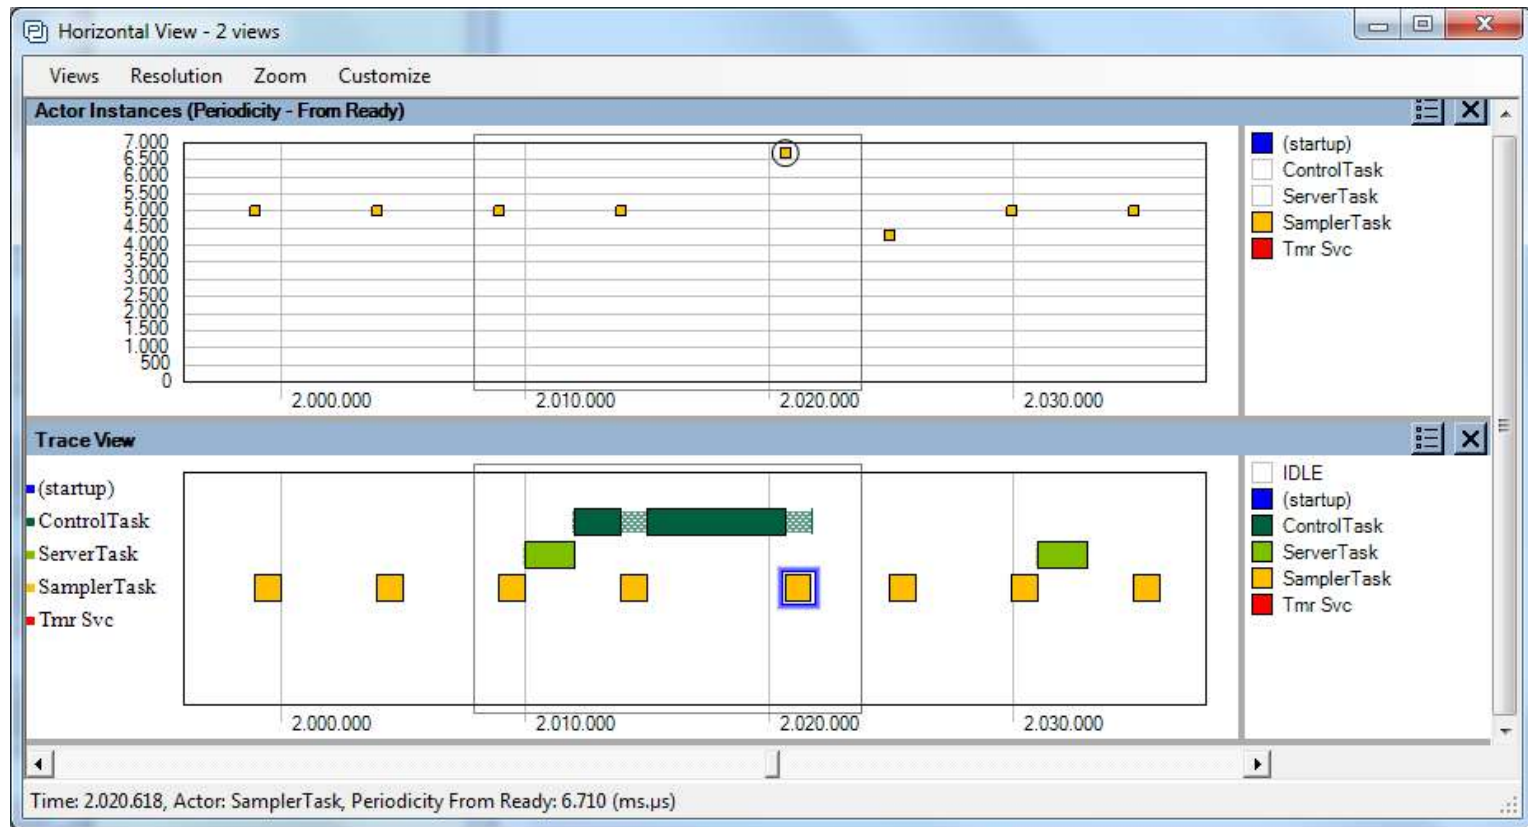 Horizontal View - 2 views
Views Resolution Zoom Customize
Actor Instances (Periodicity - From Ready)
7.000
6.500
6.000
5.500
5.000
4.500
4.000
3.500
3.000
2.500
2.000
1.500
1.000
500
0
2.000.000 2.010.000 2.020.000 2.030.000
(startup)
ControlTask
ServerTask
SamplerTask
Tmr Svc
Trace View
(startup)
ControlTask
ServerTask
SamplerTask
Tmr Svc
2.000.000 2.010.000 2.020.000 2.030.000
IDLE
(startup)
ControlTask
ServerTask
SamplerTask
Tmr Svc
Time: 2.020.618, Actor: SamplerTask, Periodicity From Ready: 6.710 (ms.µs)